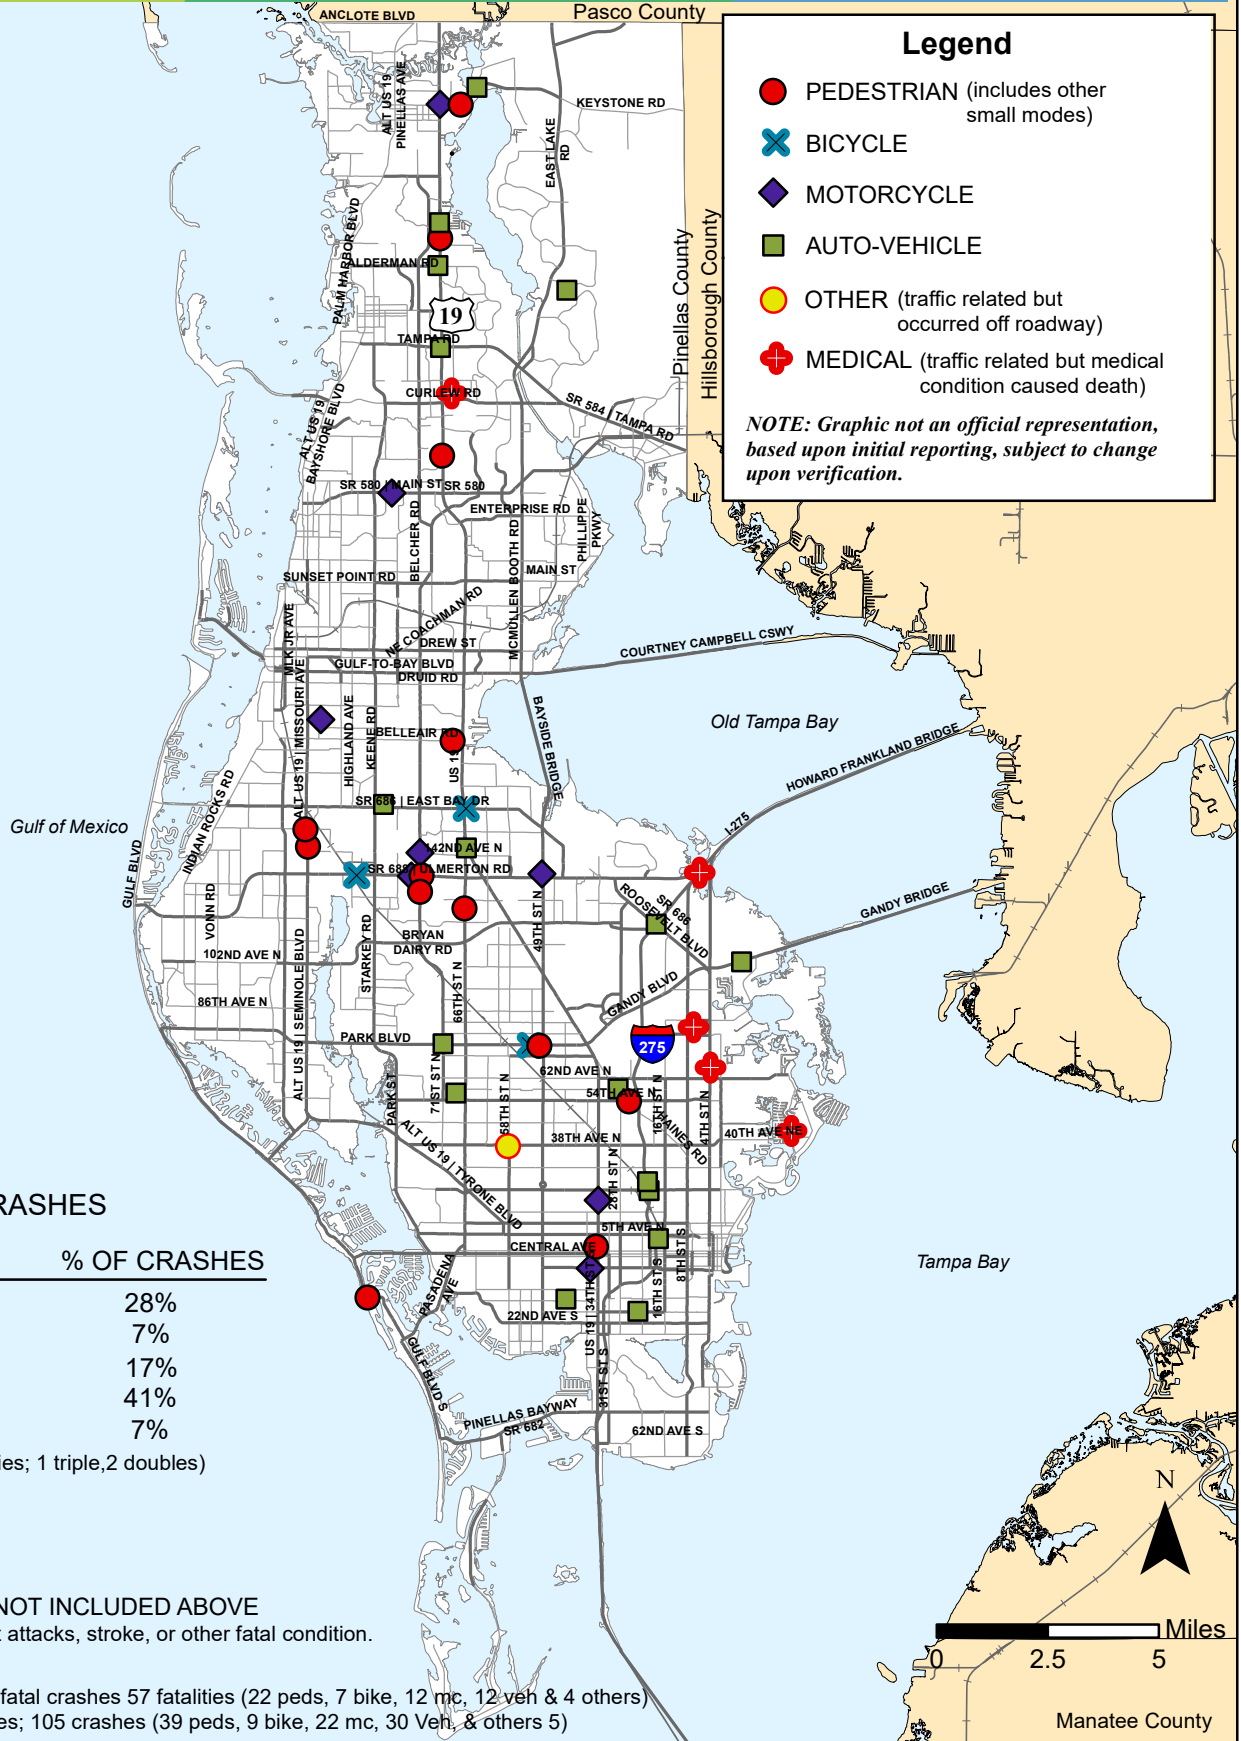 ANCLOTE BLVD
Pasco County
Legend
PEDESTRIAN (includes other
small modes)
BICYCLE
MOTORCYCLE
AUTO-VEHICLE
OTHER (traffic related but
occurred off roadway)
MEDICAL (traffic related but medical
condition caused death)
NOTE: Graphic not an official representation,
based upon initial reporting, subject to change
upon verification.
ALT US 19
PINELLAS AVE
KEYSTONE RD
EAST LAKE
RD
PALM HARBOR BLVD
ALDERMAN RD
Pinellas County
Hillsborough County
19
TAMPA RD
CURLEW RD
SR 584 | TAMPA RD
ALT US 19
BAYSHORE BLVD
SR 580 | MAIN ST
SR 580
ENTERPRISE RD
BELCHER RD
MCMULLEN BOOTH RD
PHILLIPPE
PKWY
MAIN ST
SUNSET POINT RD
NE COACHMAN RD
MLK JR AVE
DREW ST
GULF-TO-BAY BLVD
DRUID RD
COURTNEY CAMPBELL CSWY
ALT US 19 | MISSOURI AVE
HIGHLAND AVE
KEENE RD
BELLEAIR RD
US 19
BAYSIDE BRIDGE
Old Tampa Bay
HOWARD FRANKLAND BRIDGE
I-275
SR 686 | EAST BAY DR
Gulf of Mexico
INDIAN ROCKS RD
GULF BLVD
142ND AVE N
SR 688 | ULMERTON RD
VONN RD
STARKEY RD
49TH ST N
SR 686
ROOSEVELT BLVD
GANDY BRIDGE
BRYAN
DAIRY RD
102ND AVE N
86TH AVE N
66TH ST N
GANDY BLVD
ALT US 19 | SEMINOLE BLVD
PARK BLVD
275
62ND AVE N
71ST ST N
PARK ST
54TH AVE N
58TH ST N
16TH ST N
4TH ST N
HAINES RD
40TH AVE NE
38TH AVE N
ALT US 19 | TYRONE BLVD
28TH ST N
5TH AVE N
CENTRAL AVE
8TH ST S
16TH ST S
PASADENA
AVE
US 19 | 34TH ST S
22ND AVE S
Tampa Bay
GULF BLVD S
31ST ST S
PINELLAS BAYWAY
SR 682
62ND AVE S
RASHES
% OF CRASHES
28%
7%
17%
41%
7%
ies; 1 triple,2 doubles)
NOT INCLUDED ABOVE
t attacks, stroke, or other fatal condition.
fatal crashes 57 fatalities (22 peds, 7 bike, 12 mc, 12 veh & 4 others)
es; 105 crashes (39 peds, 9 bike, 22 mc, 30 Veh, & others 5)
N
Miles
0 2.5 5
Manatee County